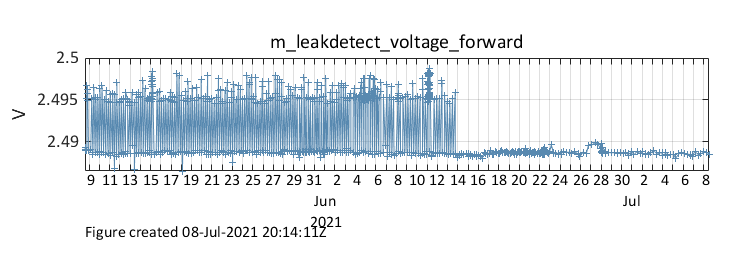 m_leakdetect_voltage_forward
2.5
2.495
2.49
V
9 11 13 15 17 19 21 23 25 27 29 31 2 4 6 8 10 12 14 16 18 20 22 24 26 28 30 2 4 6 8
Jun Jul
2021
Figure created 08-Jul-2021 20:14:11Z